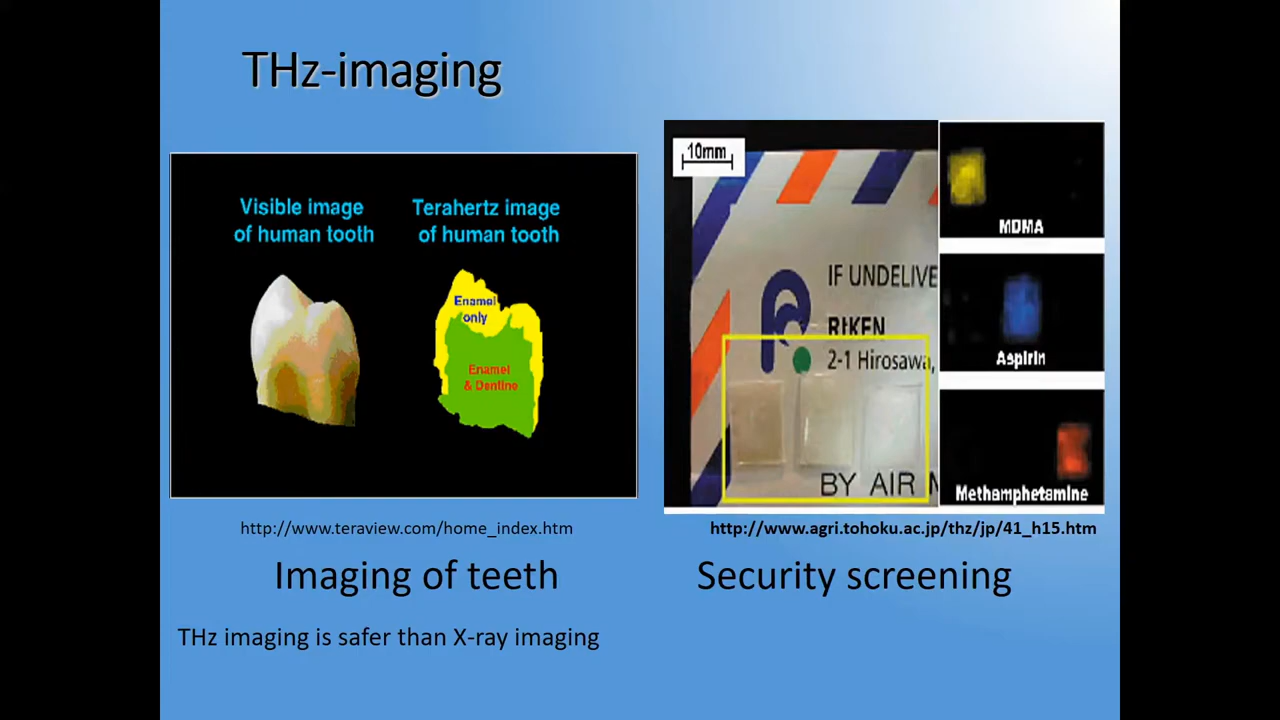 THz-imaging
Visible image
of human tooth
Terahertz image
of human tooth
Enamel
only
Enamel
& Dentine
10mm
IF UNDELIVE
RIKEN
2-1 Hirosawa,
BY AIR M
MDMA
Aspirin
Methamphetamine
http://www.teraview.com/home_index.htm
http://www.agri.tohoku.ac.jp/thz/jp/41_h15.htm
Imaging of teeth
Security screening
THz imaging is safer than X-ray imaging